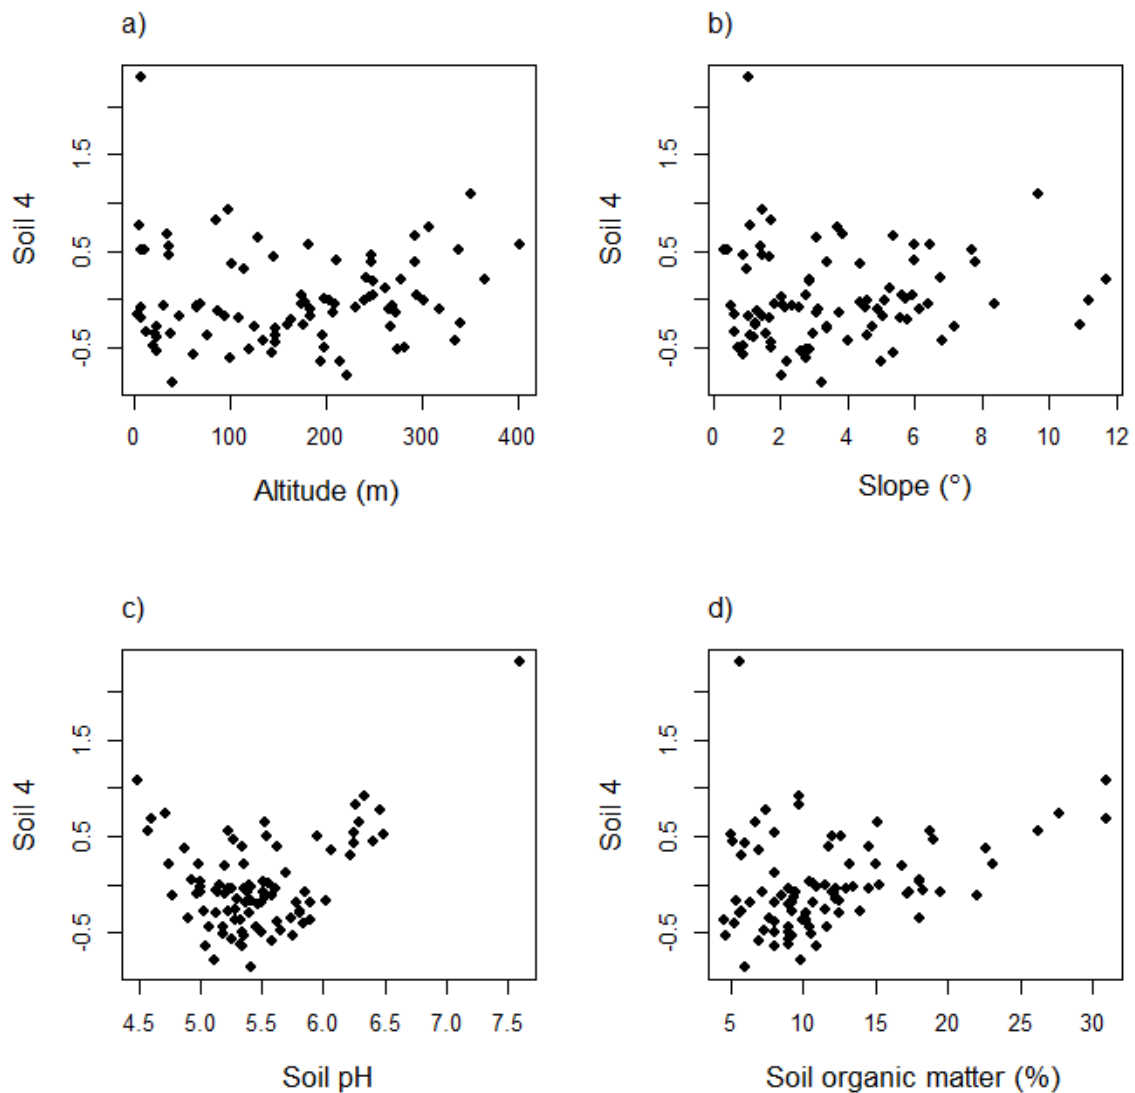 a)
Soil 4
1.5
0.5
-0.5
0 100 200 300 400
Altitude (m)
b)
Soil 4
1.5
0.5
-0.5
0 2 4 6 8 10 12
Slope (°)
c)
Soil 4
1.5
0.5
-0.5
4.5 5.0 5.5 6.0 6.5 7.0 7.5
Soil pH
d)
Soil 4
1.5
0.5
-0.5
5 10 15 20 25 30
Soil organic matter (%)